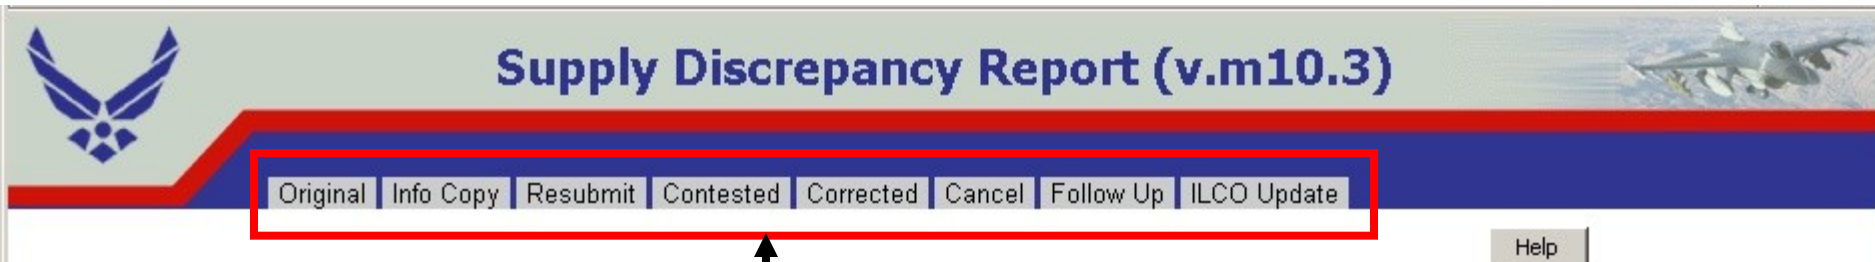 Supply Discrepancy Report (v.m10.3)
Original Info Copy Resubmit Contested Corrected Cancel Follow Up ILCO Update
Help